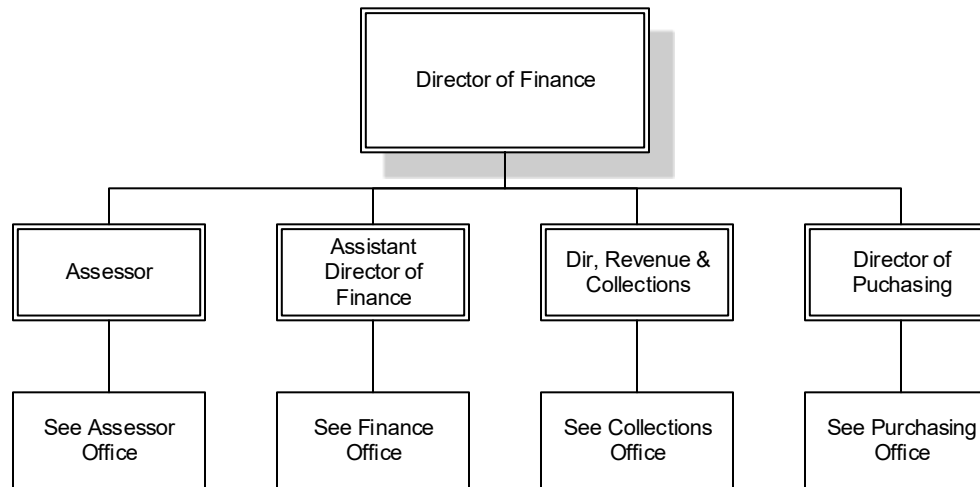 Director of Finance
Assessor
Assistant
Director of
Finance
Dir, Revenue &
Collections
Director of
Puchasing
See Assessor
Office
See Finance
Office
See Collections
Office
See Purchasing
Office